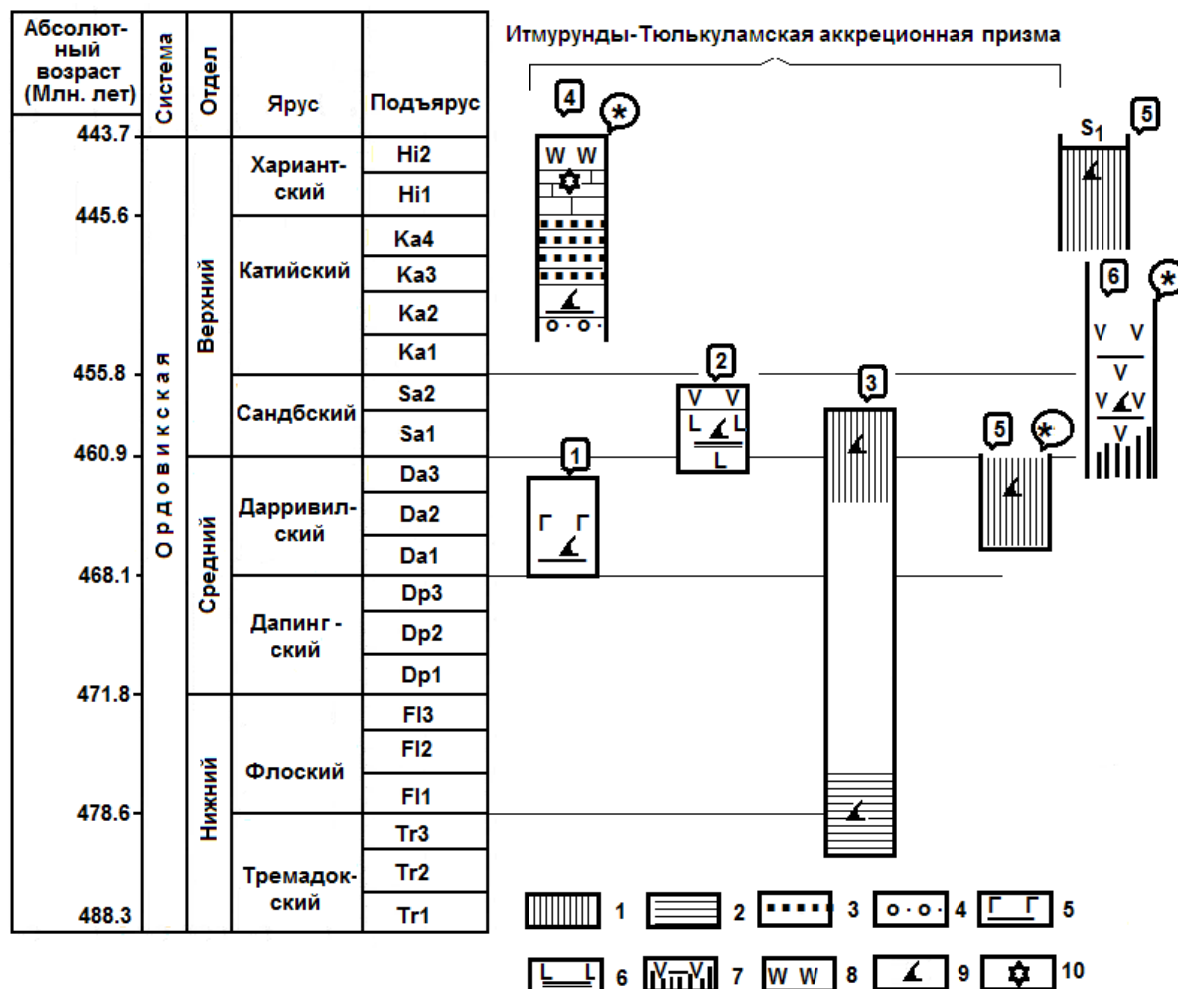 Абсолют-
ный
возраст
(Млн. лет)
Система
Отдел
Ярус
Подъярус
443.7
445.6
455.8
460.9
468.1
471.8
478.6
488.3
Ордовикская
Верхний
Средний
Нижний
Хариант-
ский
Катийский
Сандбский
Дарривил-
ский
Дапинг -
ский
Флоский
Тремадок-
ский
Hi2
Hi1
Ka4
Ka3
Ka2
Ka1
Sa2
Sa1
Da3
Da2
Da1
Dp3
Dp2
Dp1
Fl3
Fl2
Fl1
Tr3
Tr2
Tr1
Итмурунды-Тюлькуламская аккреционная призма
4 *
W W
o · o ·
2
V V
L L
L
1
Г Г
3
5 *
S1 5
6 *
V V
V
V V
V
1
2
3
o · o · 4
Г Г 5
L L 6
V V 7
W W 8
9
10